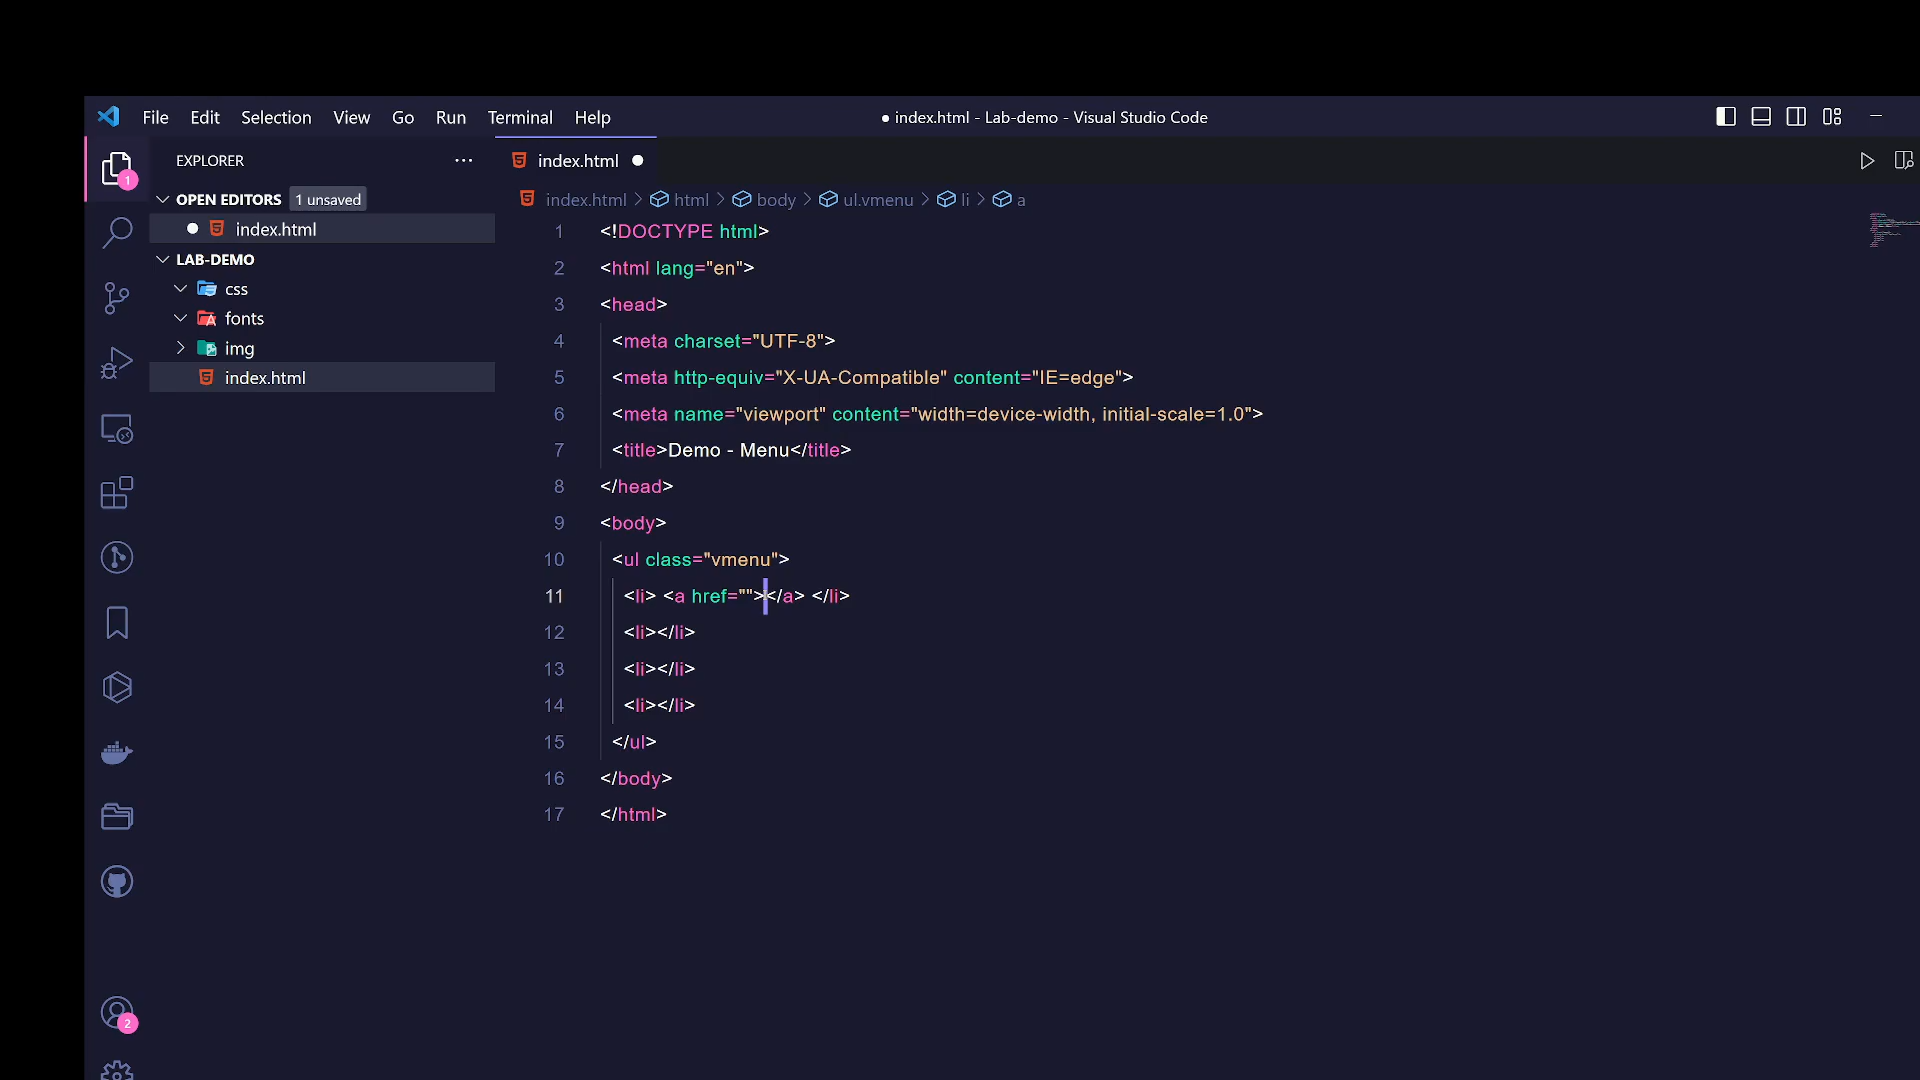 File Edit Selection View Go Run Terminal Help
● index.html - Lab-demo - Visual Studio Code
EXPLORER
1
OPEN EDITORS 1 unsaved
index.html
LAB-DEMO
css
fonts
img
index.html
2
index.html
index.html > html > body > ul.vmenu > li > a
1 <!DOCTYPE html>
2 <html lang="en">
3 <head>
4 <meta charset="UTF-8">
5 <meta http-equiv="X-UA-Compatible" content="IE=edge">
6 <meta name="viewport" content="width=device-width, initial-scale=1.0">
7 <title>Demo - Menu</title>
8 </head>
9 <body>
10 <ul class="vmenu">
11 <li> <a href=""></a> </li>
12 <li></li>
13 <li></li>
14 <li></li>
15 </ul>
16 </body>
17 </html>